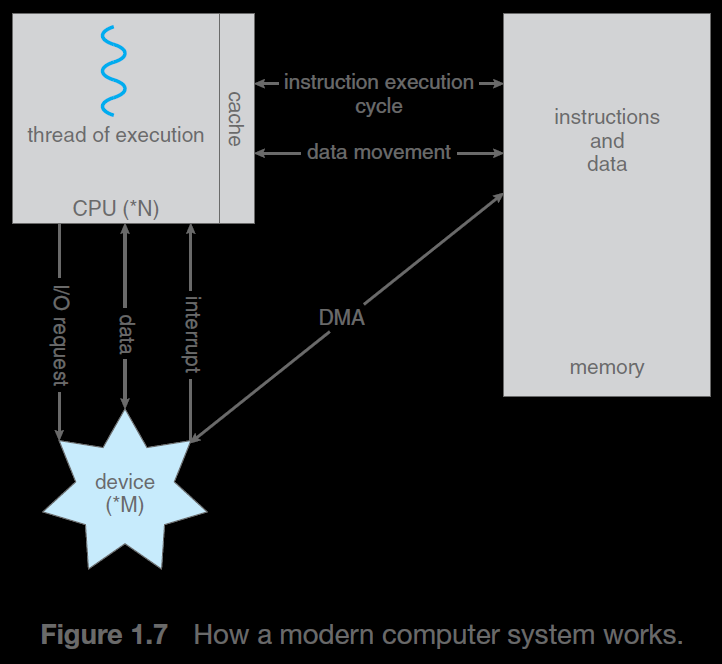 thread of execution
CPU (*N)
cache
instruction execution
cycle
data movement
instructions
and
data
memory
I/O request
data
interrupt
DMA
device
(*M)
Figure 1.7 How a modern computer system works.